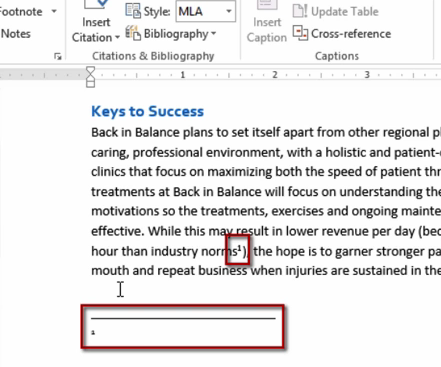 Footnote
Style: MLA
Update Table
Notes
Insert
Citation
Bibliography
Insert
Caption
Cross-reference
Citations & Bibliography
Captions
1 2 3
Keys to Success
Back in Balance plans to set itself apart from other regional
caring, professional environment, with a holistic and patient-
clinics that focus on maximizing both the speed of patient
treatments at Back in Balance will focus on understanding the
motivations so the treatments, exercises and ongoing
effective. While this may result in lower revenue per day
hour than industry norms¹), the hope is to garner stronger
mouth and repeat business when injuries are sustained in the
1